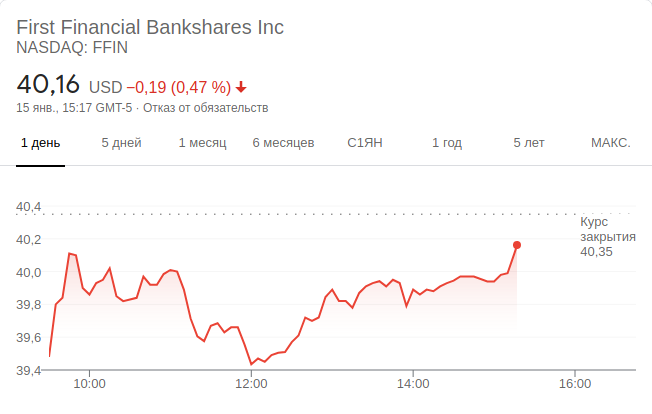 First Financial Bankshares Inc
NASDAQ: FFIN
40,16 USD −0,19 (0,47 %)
15 янв., 15:17 GMT-5 · Отказ от обязательств
1 день 5 дней 1 месяц 6 месяцев С1ЯН 1 год 5 лет МАКС.
40,4
Курс
закрытия
40,35
40,2
40,0
39,8
39,6
39,4
10:00 12:00 14:00 16:00